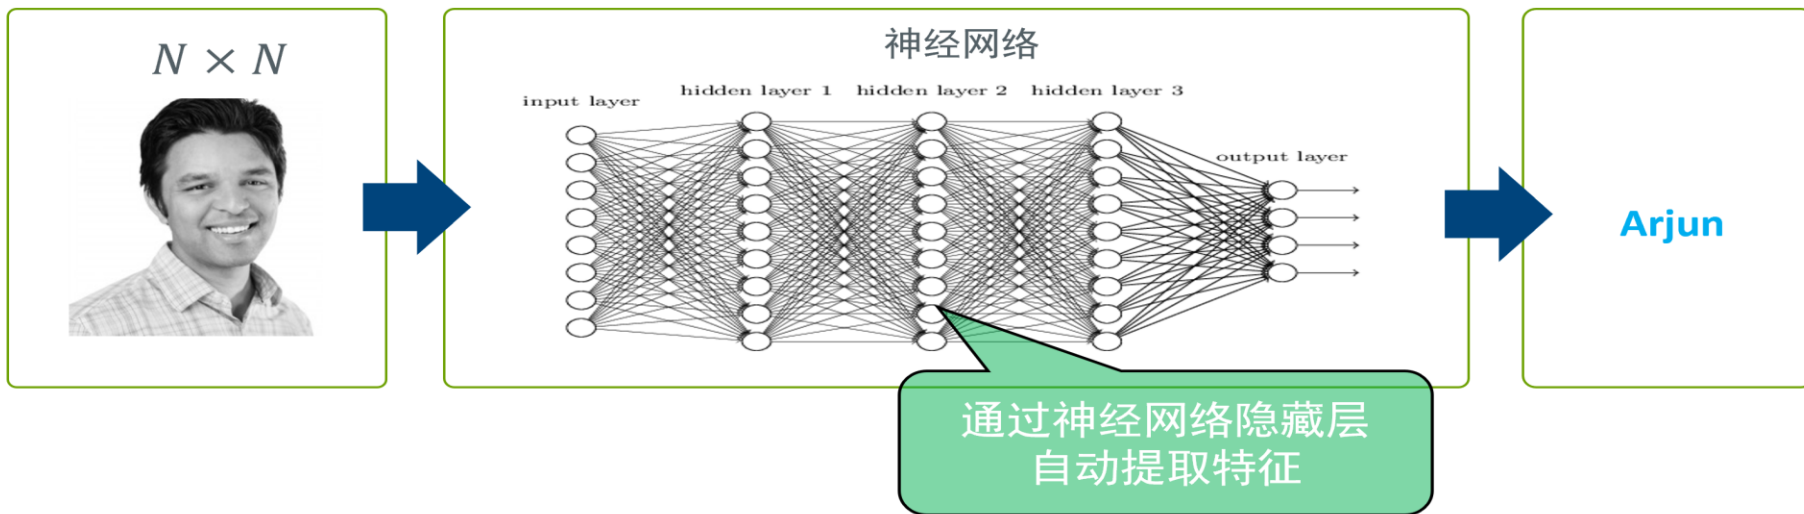 N × N
神经网络
input layer
hidden layer 1
hidden layer 2
hidden layer 3
output layer
Arjun
通过神经网络隐藏层
自动提取特征